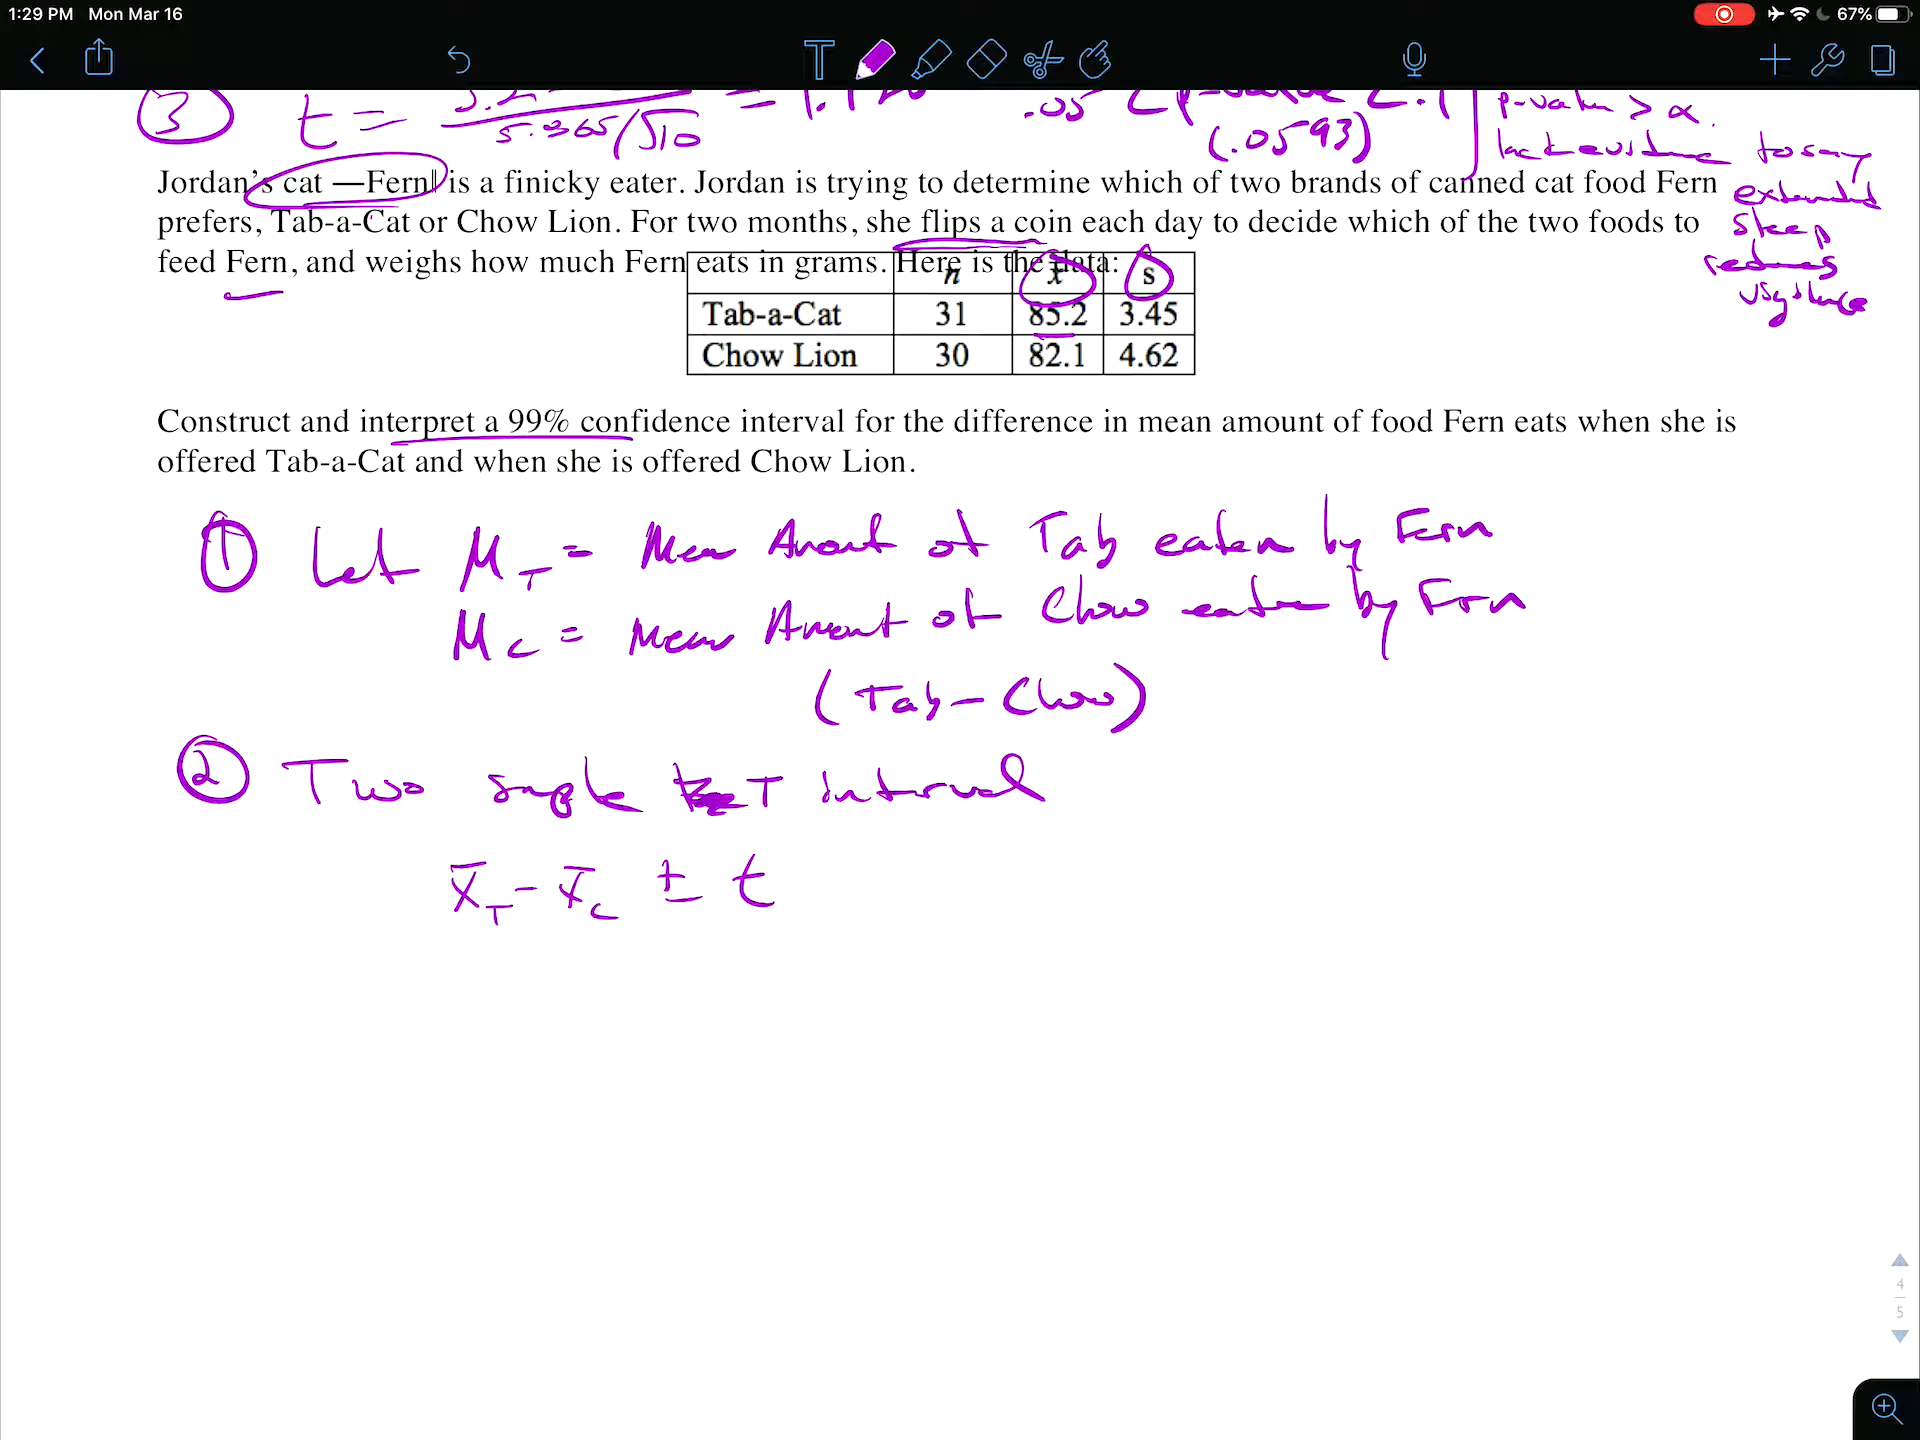 1:29 PM Mon Mar 16
67%
3 t = 5.365/√10 = .05 < p-value < .1 p-value > α
(.0593) lack evidence to say
extended
sleep
reduces
vigilance
Jordan's cat —Fern‖ is a finicky eater. Jordan is trying to determine which of two brands of canned cat food Fern
prefers, Tab-a-Cat or Chow Lion. For two months, she flips a coin each day to decide which of the two foods to
feed Fern, and weighs how much Fern eats in grams. Here is the data:
n x̄ s
Tab-a-Cat 31 85.2 3.45
Chow Lion 30 82.1 4.62
Construct and interpret a 99% confidence interval for the difference in mean amount of food Fern eats when she is
offered Tab-a-Cat and when she is offered Chow Lion.
1 Let μT = Mean Amount of Tab eaten by Fern
μC = Mean Amount of Chow eaten by Fern
(Tab - Chow)
2 Two sample T interval
x̄T - x̄C ± t
4
5